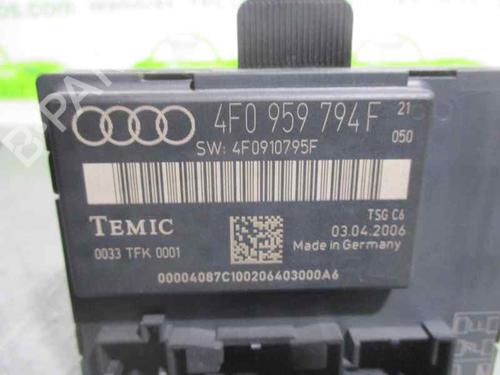 4F0 959 794F 21
050
SW: 4F0910795F
TEMIC
TSG C6
03.04.2006
0033 TFK 0001
Made in Germany
00004087C100206403000A6